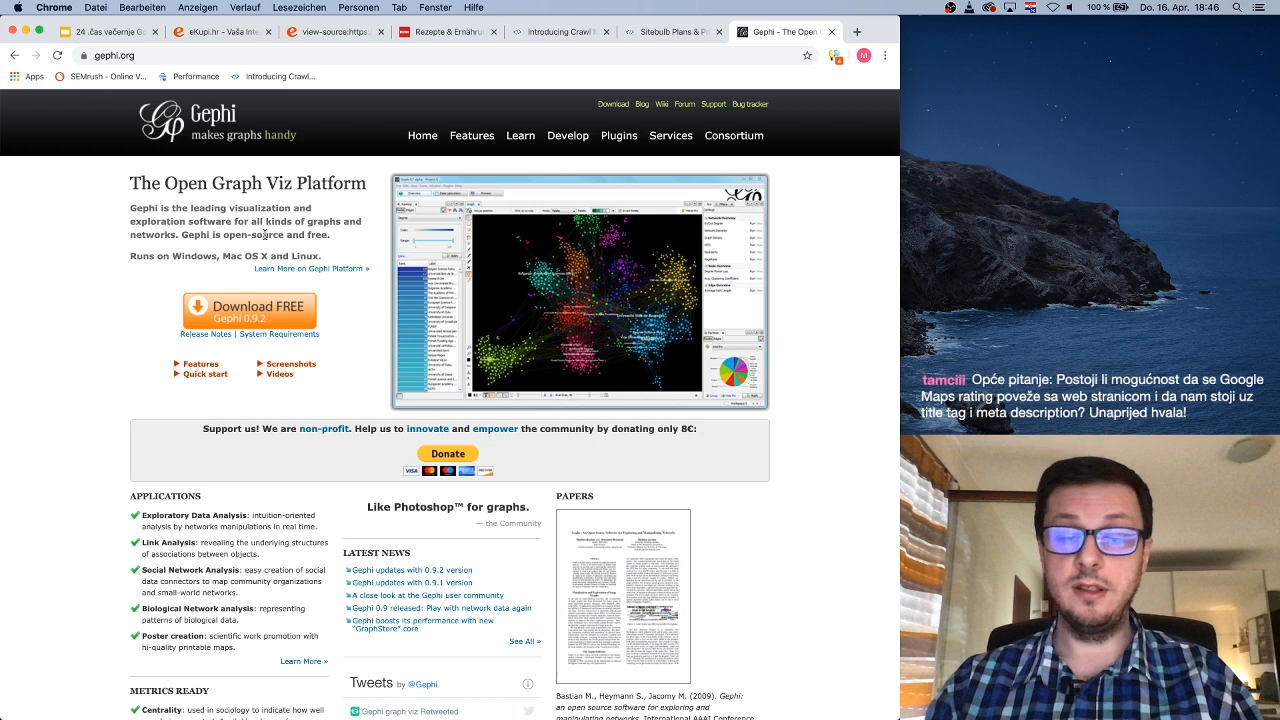 Chrome Datei Bearbeiten Anzeigen Verlauf Lesezeichen Personen Tab Fenster Hilfe
100 % Fr. 10. Apr. 18:46
24 .čas večernje G
ekupi.hr - Vaša Inte
view-source:https:
Rezepte & Ernähru
Introducing Crawl M
Sitebulb Plans & P
Gephi - The Open G
gephi.org
M
Apps
SEMrush - Online V...
Performance
Introducing Crawl...
Download Blog Wiki Forum Support Bug tracker
Gephi
makes graphs handy
Home Features Learn Develop Plugins Services Consortium
The Open Graph Viz Platform
Gephi is the leading visualization and
exploration software for all kinds of graphs and
networks. Gephi is open-source and free.
Runs on Windows, Mac OS X and Linux.
Learn More on Gephi Platform »
Download FREE
Gephi 0.9.2
Release Notes | System Requirements
Features
Screenshots
Quick start
Videos
Support us! We are non-profit. Help us to innovate and empower the community by donating only 8€:
Donate
VISA
APPLICATIONS
Exploratory Data Analysis: intuition-oriented
analysis by networks manipulations in real time.
Link Analysis: revealing the underlying structures
of associations between objects.
Social Network Analysis: easy creation of social
data connectors to map community organizations
and small-world networks.
Biological Network analysis: representing
patterns of biological data.
Poster creation: scientific work promotion with
hi-quality printable maps.
Learn More »
METRICS READY
Centrality: used in sociology to indicate how well
Like Photoshop™ for graphs.
— the Community
LATEST NEWS
Gephi updates with 0.9.2 version
Gephi updates with 0.9.1 version
A look at the Gephi user community
Gephi 0.9 released: Play with network data again
Gephi boosts its performance with new
"GraphStore" core
See All »
Tweets by @Gephi
Gephi graph viz Retweeted
PAPERS
Bastian M., Heymann S., Jacomy M. (2009). Gephi:
an open source software for exploring and
manipulating networks. International AAAI Conference
tamciii Opče pitanje: Postoji li mogućnost da se Google
Maps rating poveže sa web stranicom i da nam stoji uz
title tag i meta description? Unaprijed hvala!